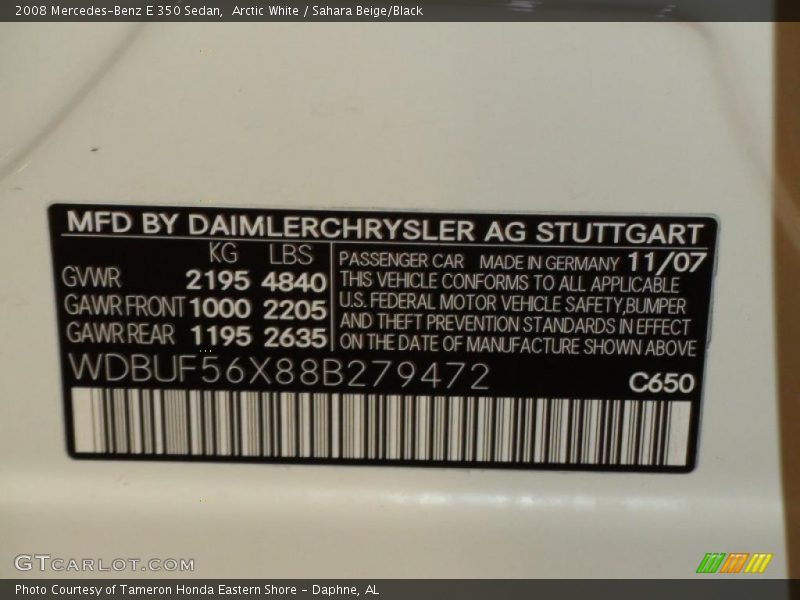 2008 Mercedes-Benz E 350 Sedan,  Arctic White / Sahara Beige/Black
MFD BY DAIMLERCHRYSLER AG STUTTGART
KG LBS
GVWR 2195 4840
GAWR FRONT 1000 2205
GAWR REAR 1195 2635
PASSENGER CAR MADE IN GERMANY 11/07
THIS VEHICLE CONFORMS TO ALL APPLICABLE
U.S. FEDERAL MOTOR VEHICLE SAFETY,BUMPER
AND THEFT PREVENTION STANDARDS IN EFFECT
ON THE DATE OF MANUFACTURE SHOWN ABOVE
WDBUF56X88B279472 C650
GTCARLOT.COM
Photo Courtesy of Tameron Honda Eastern Shore - Daphne, AL